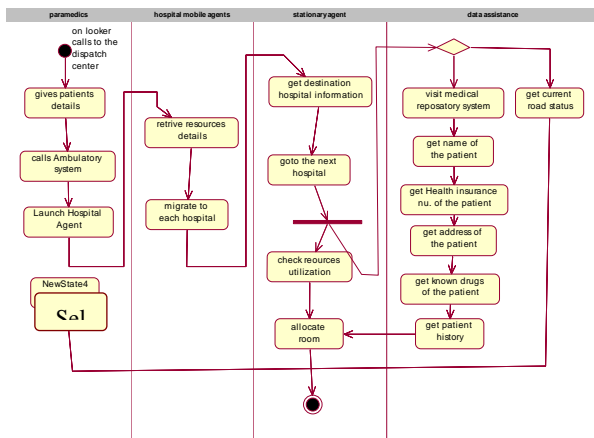 paramedics
hospital mobile agents
stationary agent
data assistance
on looker
calls to the
dispatch
center
gives patients
details
calls Ambulatory
system
Launch Hospital
Agent
NewState4
Sel
retrive resources
details
migrate to
each hospital
get destination
hospital information
goto the next
hospital
check reources
utilization
allocate
room
visit medical
reposatory system
get current
road status
get name of
the patient
get Health insurance
nu. of the patient
get address of
the patient
get known drugs
of the patient
get patient
history